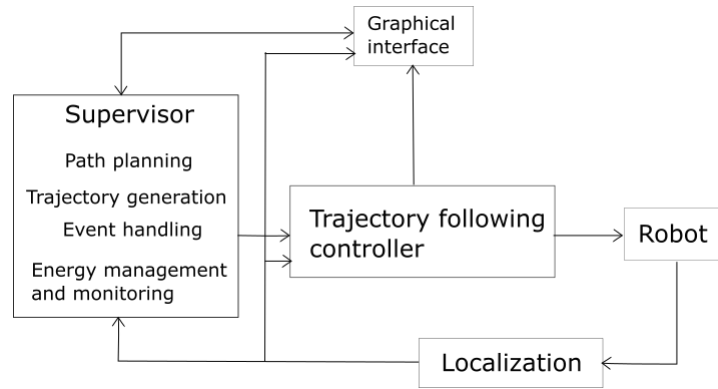 Graphical
interface
Supervisor
Path planning
Trajectory generation
Event handling
Energy management
and monitoring
Trajectory following
controller
Robot
Localization